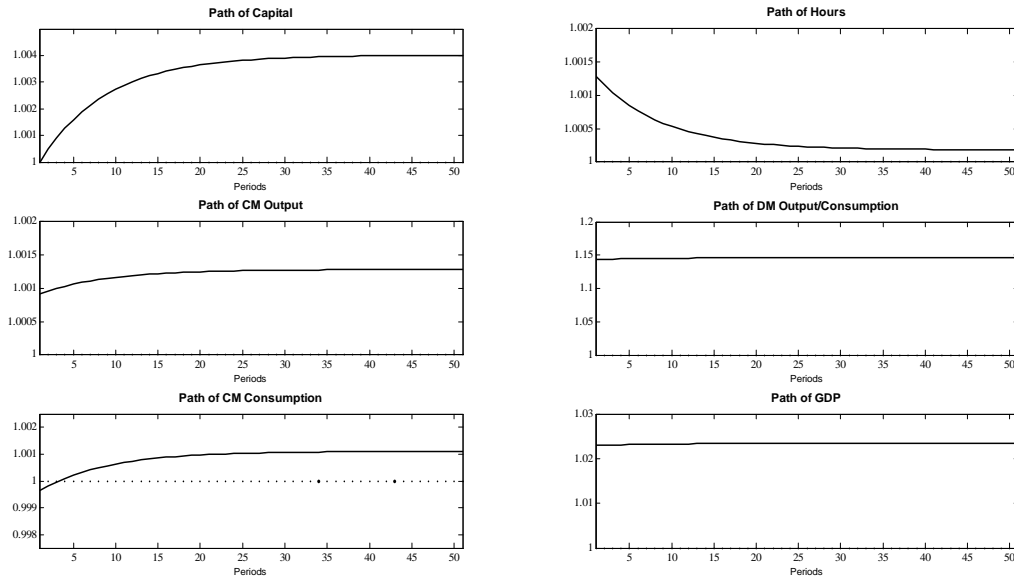 Path of Capital
1.004
1.003
1.002
1.001
1
5 10 15 20 25 30 35 40 45 50
Periods
Path of Hours
1.002
1.0015
1.001
1.0005
1
5 10 15 20 25 30 35 40 45 50
Periods
Path of CM Output
1.002
1.0015
1.001
1.0005
1
5 10 15 20 25 30 35 40 45 50
Periods
Path of DM Output/Consumption
1.2
1.15
1.1
1.05
1
5 10 15 20 25 30 35 40 45 50
Periods
Path of CM Consumption
1.002
1.001
1
0.999
0.998
5 10 15 20 25 30 35 40 45 50
Periods
Path of GDP
1.03
1.02
1.01
1
5 10 15 20 25 30 35 40 45 50
Periods